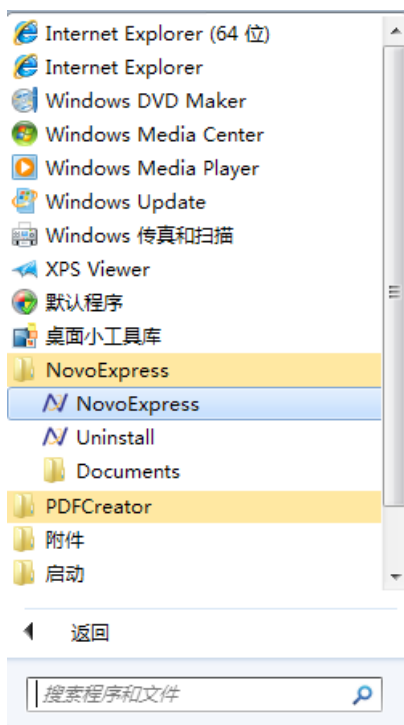 Internet Explorer (64 位)
Internet Explorer
Windows DVD Maker
Windows Media Center
Windows Media Player
Windows Update
Windows 传真和扫描
XPS Viewer
默认程序
桌面小工具库
NovoExpress
NovoExpress
Uninstall
Documents
PDFCreator
附件
启动
返回
搜索程序和文件